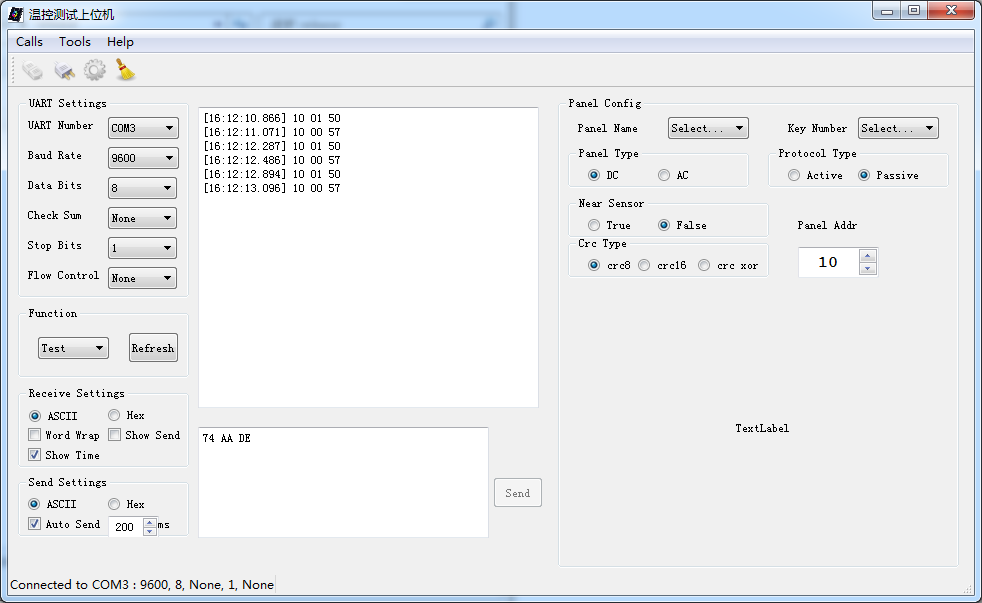 温控测试上位机
Calls Tools Help
UART Settings
UART Number COM3
Baud Rate 9600
Data Bits 8
Check Sum None
Stop Bits 1
Flow Control None
Function
Test Refresh
Receive Settings
ASCII Hex
Word Wrap Show Send
Show Time
Send Settings
ASCII Hex
Auto Send 200 ms
[16:12:10.866] 10 01 50
[16:12:11.071] 10 00 57
[16:12:12.287] 10 01 50
[16:12:12.486] 10 00 57
[16:12:12.894] 10 01 50
[16:12:13.096] 10 00 57
74 AA DE
Send
Panel Config
Panel Name Select... Key Number Select...
Panel Type
DC AC
Protocol Type
Active Passive
Near Sensor
True False
Panel Addr
10
Crc Type
crc8 crc16 crc xor
TextLabel
Connected to COM3 : 9600, 8, None, 1, None